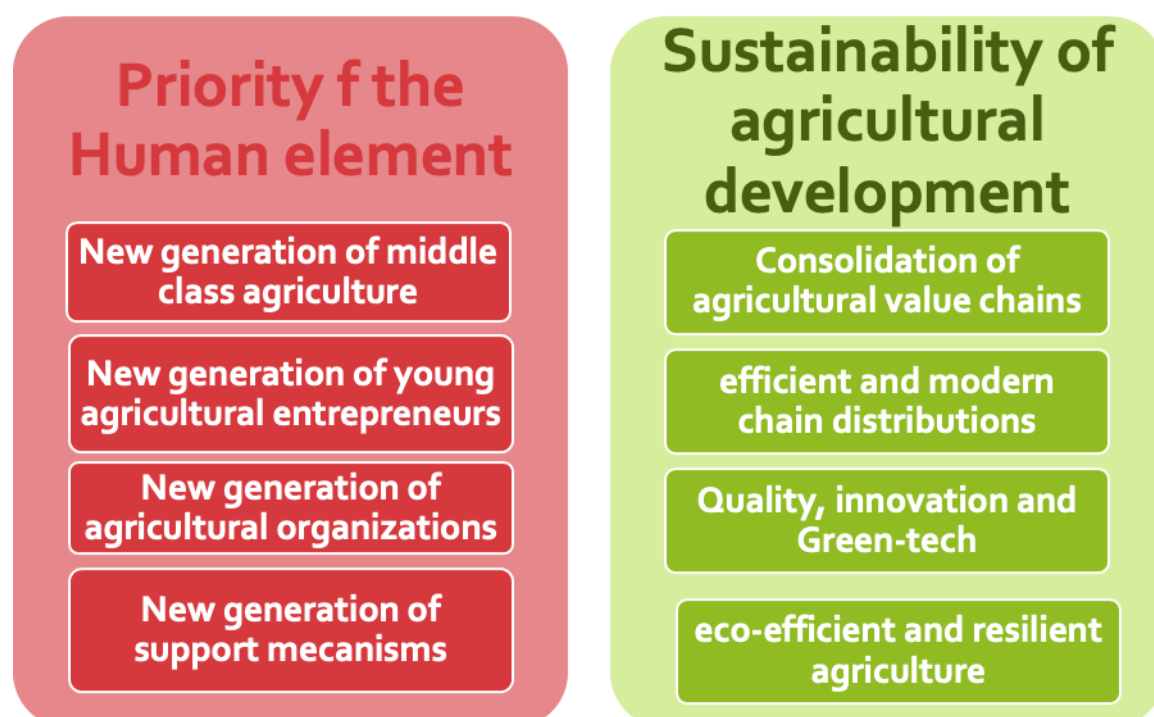 Priority f the
Human element
New generation of middle
class agriculture
New generation of young
agricultural entrepreneurs
New generation of
agricultural organizations
New generation of
support mecanisms
Sustainability of
agricultural
development
Consolidation of
agricultural value chains
efficient and modern
chain distributions
Quality, innovation and
Green-tech
eco-efficient and resilient
agriculture